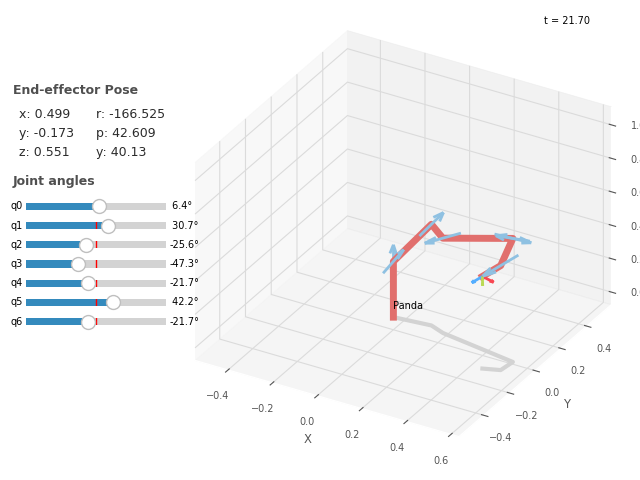 t = 21.70
End-effector Pose
x: 0.499 r: -166.525
y: -0.173 p: 42.609
z: 0.551 y: 40.13
Joint angles
q0 6.4°
q1 30.7°
q2 -25.6°
q3 -47.3°
q4 -21.7°
q5 42.2°
q6 -21.7°
Panda
−0.4
−0.2
0.0
0.2
0.4
0.6
X
−0.4
−0.2
0.0
0.2
0.4
Y